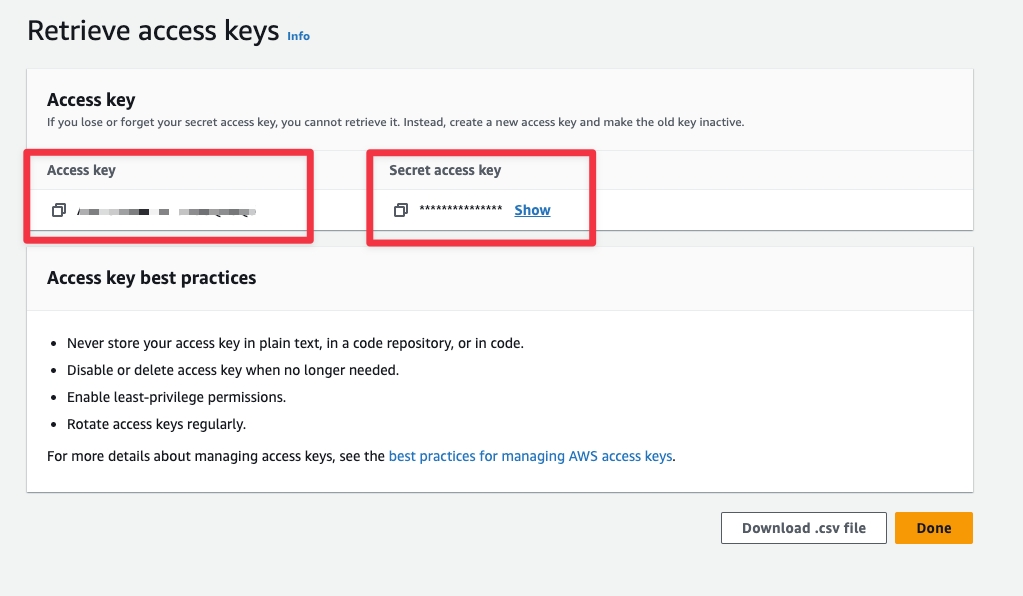 Retrieve access keys Info
Access key
If you lose or forget your secret access key, you cannot retrieve it. Instead, create a new access key and make the old key inactive.
Access key
Secret access key
*************** Show
Access key best practices
• Never store your access key in plain text, in a code repository, or in code.
• Disable or delete access key when no longer needed.
• Enable least-privilege permissions.
• Rotate access keys regularly.
For more details about managing access keys, see the best practices for managing AWS access keys.
Download .csv file
Done